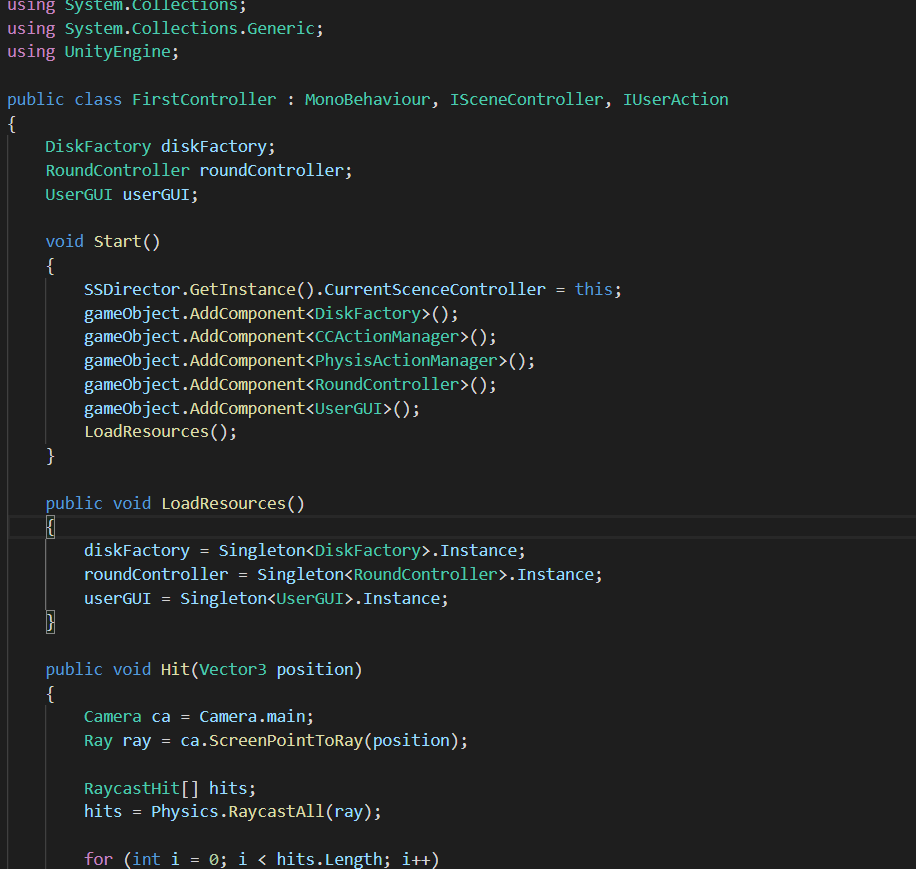 using System.Collections;
using System.Collections.Generic;
using UnityEngine;
public class FirstController : MonoBehaviour, ISceneController, IUserAction
{
DiskFactory diskFactory;
RoundController roundController;
UserGUI userGUI;
void Start()
{
SSDirector.GetInstance().CurrentScenceController = this;
gameObject.AddComponent<DiskFactory>();
gameObject.AddComponent<CCActionManager>();
gameObject.AddComponent<PhysisActionManager>();
gameObject.AddComponent<RoundController>();
gameObject.AddComponent<UserGUI>();
LoadResources();
}
public void LoadResources()
{
diskFactory = Singleton<DiskFactory>.Instance;
roundController = Singleton<RoundController>.Instance;
userGUI = Singleton<UserGUI>.Instance;
}
public void Hit(Vector3 position)
{
Camera ca = Camera.main;
Ray ray = ca.ScreenPointToRay(position);
RaycastHit[] hits;
hits = Physics.RaycastAll(ray);
for (int i = 0; i < hits.Length; i++)